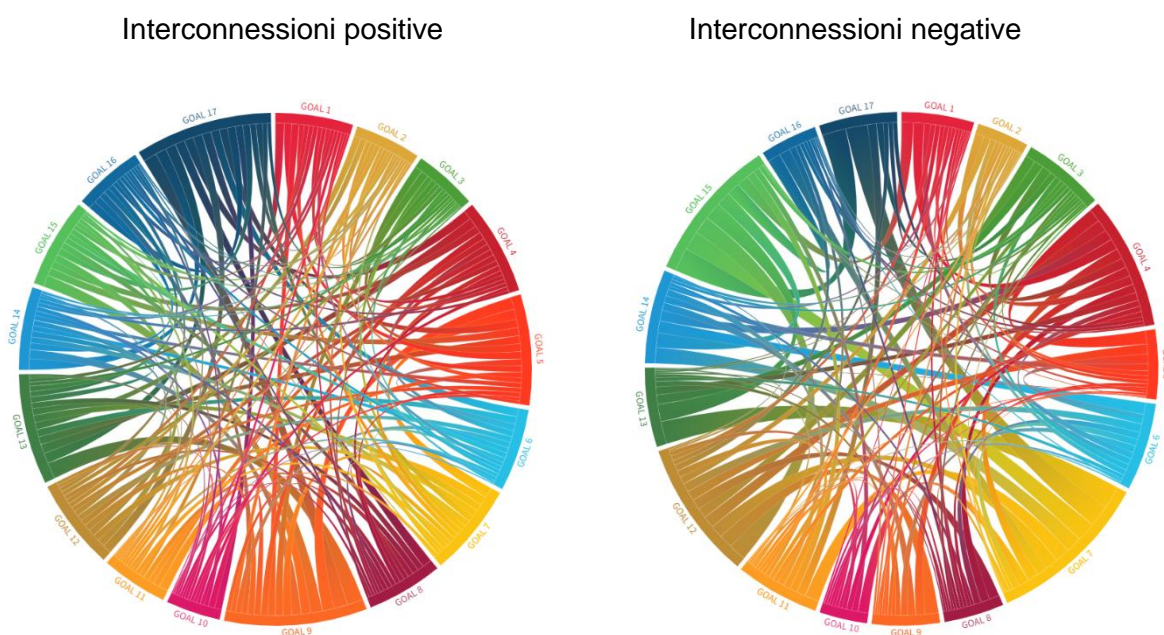 Interconnessioni positive
Interconnessioni negative
GOAL 1
GOAL 2
GOAL 3
GOAL 4
GOAL 5
GOAL 6
GOAL 7
GOAL 8
GOAL 9
GOAL 10
GOAL 11
GOAL 12
GOAL 13
GOAL 14
GOAL 15
GOAL 16
GOAL 17
GOAL 1
GOAL 2
GOAL 3
GOAL 4
GOAL 6
GOAL 7
GOAL 8
GOAL 9
GOAL 10
GOAL 11
GOAL 12
GOAL 13
GOAL 14
GOAL 15
GOAL 16
GOAL 17